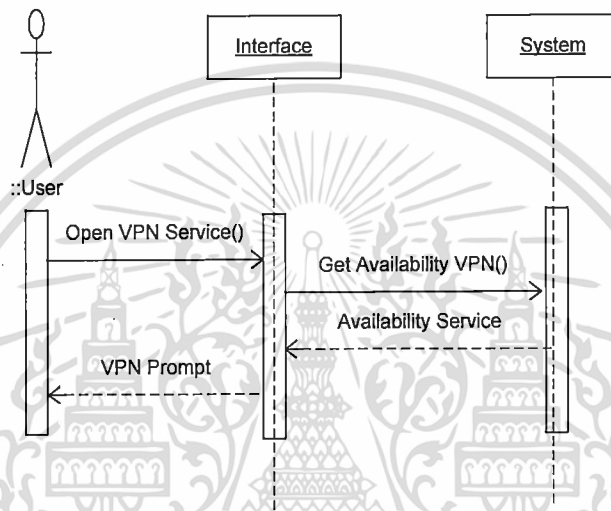 Interface
System
::User
Open VPN Service()
Get Availability VPN()
Availability Service
VPN Prompt